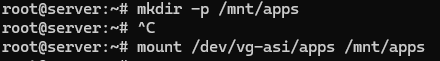 root@server:~# mkdir -p /mnt/apps
root@server:~# ^C
root@server:~# mount /dev/vg-asi/apps /mnt/apps